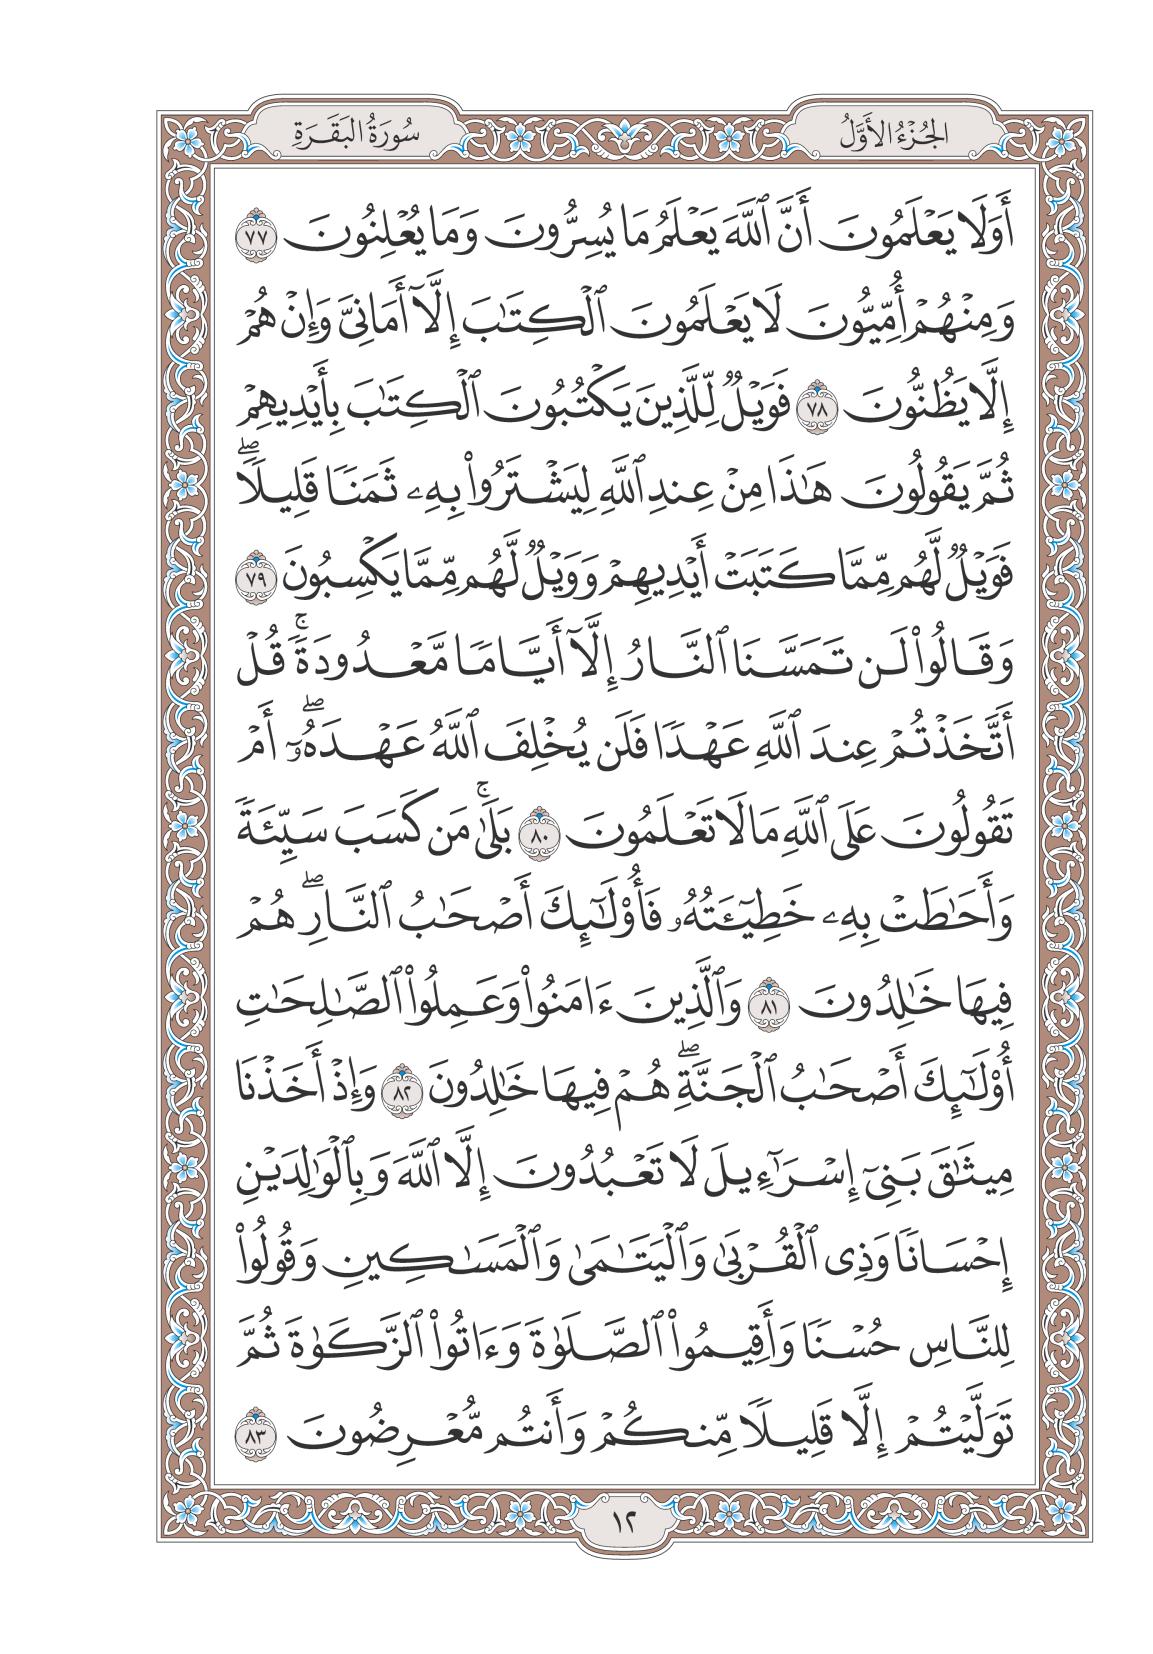 الجُزْءُ الأَوَّلُ
سُورَةُ البَقَرَةِ
أَوَلَا يَعْلَمُونَ أَنَّ ٱللَّهَ يَعْلَمُ مَا يُسِرُّونَ وَمَا يُعْلِنُونَ ٧٧
وَمِنْهُمْ أُمِّيُّونَ لَا يَعْلَمُونَ ٱلْكِتَٰبَ إِلَّآ أَمَانِىَّ وَإِنْ هُمْ
إِلَّا يَظُنُّونَ ٧٨ فَوَيْلٌ لِّلَّذِينَ يَكْتُبُونَ ٱلْكِتَٰبَ بِأَيْدِيهِمْ
ثُمَّ يَقُولُونَ هَٰذَا مِنْ عِندِ ٱللَّهِ لِيَشْتَرُوا۟ بِهِۦ ثَمَنًا قَلِيلًا ۖ
فَوَيْلٌ لَّهُم مِّمَّا كَتَبَتْ أَيْدِيهِمْ وَوَيْلٌ لَّهُم مِّمَّا يَكْسِبُونَ ٧٩
وَقَالُوا۟ لَن تَمَسَّنَا ٱلنَّارُ إِلَّآ أَيَّامًا مَّعْدُودَةً ۚ قُلْ
أَتَّخَذْتُمْ عِندَ ٱللَّهِ عَهْدًا فَلَن يُخْلِفَ ٱللَّهُ عَهْدَهُۥٓ ۖ أَمْ
تَقُولُونَ عَلَى ٱللَّهِ مَا لَا تَعْلَمُونَ ٨٠ بَلَىٰ ۚ مَن كَسَبَ سَيِّئَةً
وَأَحَٰطَتْ بِهِۦ خَطِيٓـَٔتُهُۥ فَأُو۟لَٰٓئِكَ أَصْحَٰبُ ٱلنَّارِ ۖ هُمْ
فِيهَا خَٰلِدُونَ ٨١ وَٱلَّذِينَ ءَامَنُوا۟ وَعَمِلُوا۟ ٱلصَّٰلِحَٰتِ
أُو۟لَٰٓئِكَ أَصْحَٰبُ ٱلْجَنَّةِ ۖ هُمْ فِيهَا خَٰلِدُونَ ٨٢ وَإِذْ أَخَذْنَا
مِيثَٰقَ بَنِىٓ إِسْرَٰٓءِيلَ لَا تَعْبُدُونَ إِلَّا ٱللَّهَ وَبِٱلْوَٰلِدَيْنِ
إِحْسَانًا وَذِى ٱلْقُرْبَىٰ وَٱلْيَتَٰمَىٰ وَٱلْمَسَٰكِينِ وَقُولُوا۟
لِلنَّاسِ حُسْنًا وَأَقِيمُوا۟ ٱلصَّلَوٰةَ وَءَاتُوا۟ ٱلزَّكَوٰةَ ثُمَّ
تَوَلَّيْتُمْ إِلَّا قَلِيلًا مِّنكُمْ وَأَنتُم مُّعْرِضُونَ ٨٣
١٢